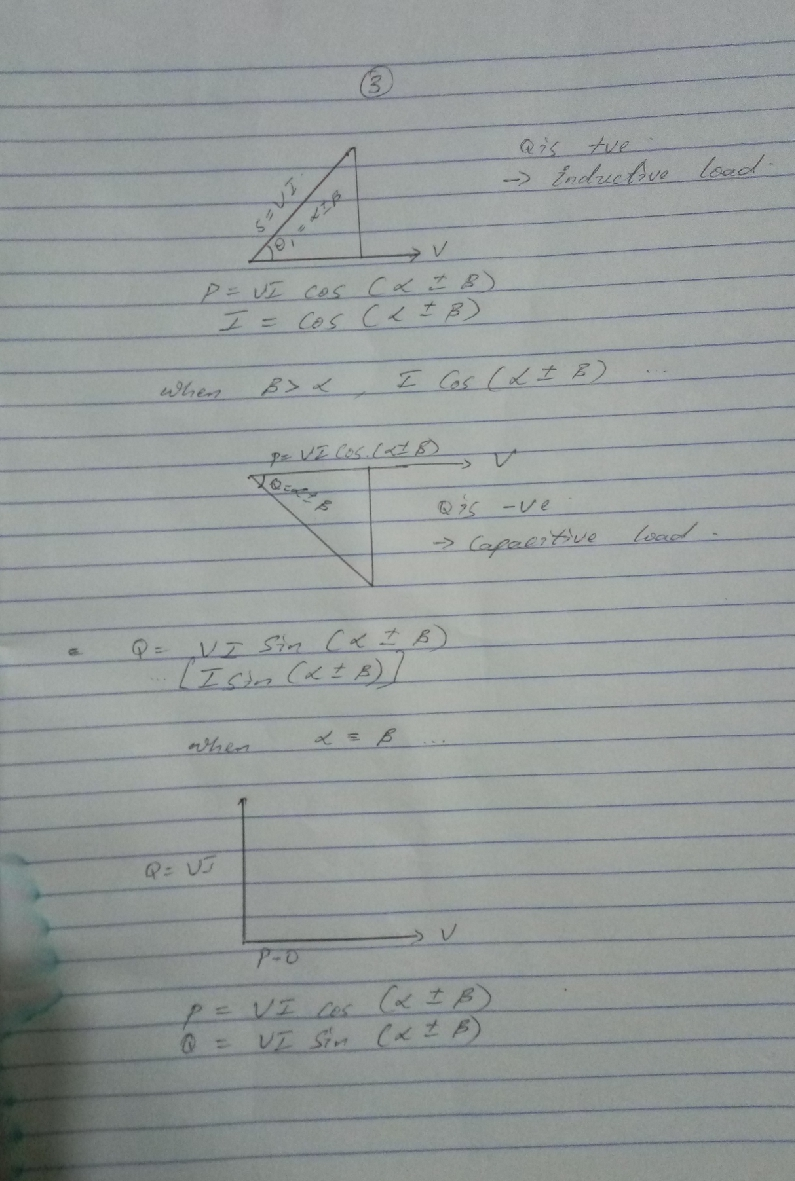 3
Q is +ve
→ Inductive load.
S = VI
θ1 = α±β
V
P = VI cos (α ± β)
I = cos (α ± β)
when β > α , I cos (α ± β) ...
P = VI cos (α ± β)
V
θ = α ± β
Q is -ve
→ Capacitive load.
Q = VI sin (α ± β)
[I sin (α ± β)]
when α = β ...
Q = VI
V
P-0
P = VI cos (α ± β)
Q = VI sin (α ± β)